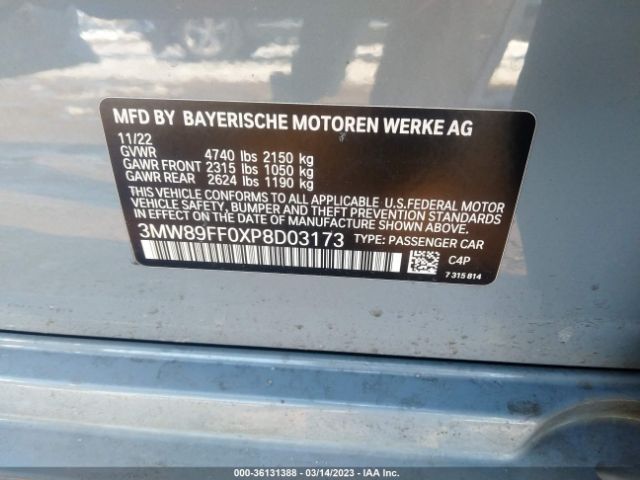 MFD BY BAYERISCHE MOTOREN WERKE AG
11/22
GVWR 4740 lbs 2150 kg
GAWR FRONT 2315 lbs 1050 kg
GAWR REAR 2624 lbs 1190 kg
THIS VEHICLE CONFORMS TO ALL APPLICABLE U.S.FEDERAL MOTOR
VEHICLE SAFETY, BUMPER, AND THEFT PREVENTION STANDARDS
IN EFFECT ON THE DATE OF MANUFACTURE SHOWN ABOVE.
3MW89FF0XP8D03173 TYPE: PASSENGER CAR
C4P
7 315 814
000-36131388 - 03/14/2023 - IAA Inc.